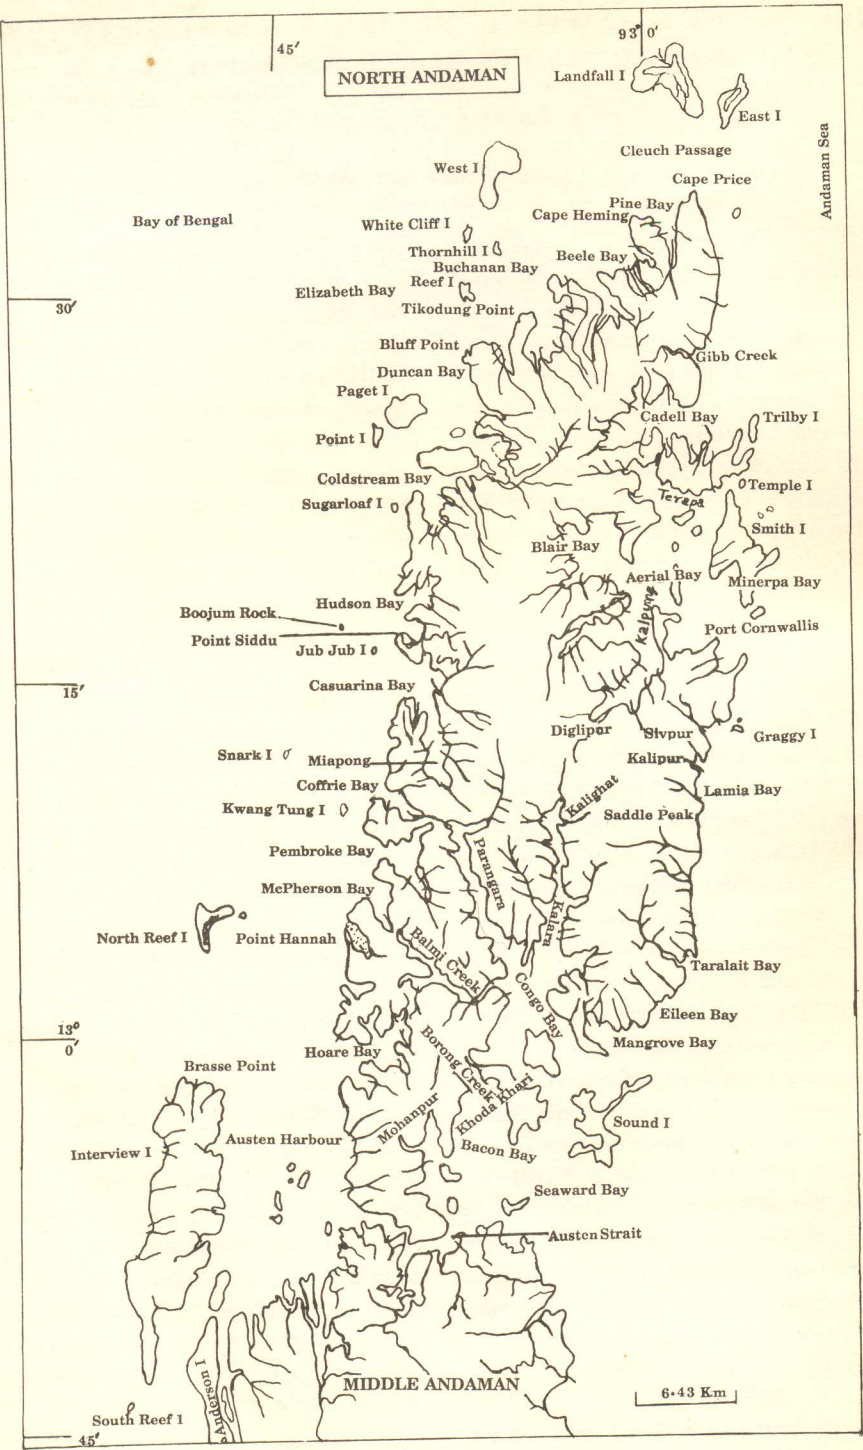 45′
93° 0′
NORTH ANDAMAN
Landfall I
East I
Andaman Sea
Cleuch Passage
West I
Cape Price
Pine Bay
Bay of Bengal
White Cliff I
Cape Heming
Thornhill I
Beele Bay
Buchanan Bay
Elizabeth Bay
Reef I
30′
Tikodung Point
Bluff Point
Gibb Creek
Duncan Bay
Paget I
Cadell Bay
Trilby I
Point I
Coldstream Bay
Temple I
Terapa
Sugarloaf I
Smith I
Blair Bay
Aerial Bay
Minerpa Bay
Hudson Bay
Boojum Rock
Kalpung
Port Cornwallis
Point Siddu
Jub Jub I
Casuarina Bay
15′
Diglipur
Sivpur
Graggy I
Snark I
Miapong
Kalipur
Coffrie Bay
Lamia Bay
Kalighat
Kwang Tung I
Saddle Peak
Pembroke Bay
Parangara
McPherson Bay
Kalara
North Reef I
Point Hannah
Balmi Creek
Taralait Bay
Congo Bay
Eileen Bay
13°
0′
Mangrove Bay
Hoare Bay
Borong Creek
Brasse Point
Khoda Khari
Mohanpur
Sound I
Interview I
Austen Harbour
Bacon Bay
Seaward Bay
Austen Strait
MIDDLE ANDAMAN
Anderson I
6·43 Km
South Reef 1
45′